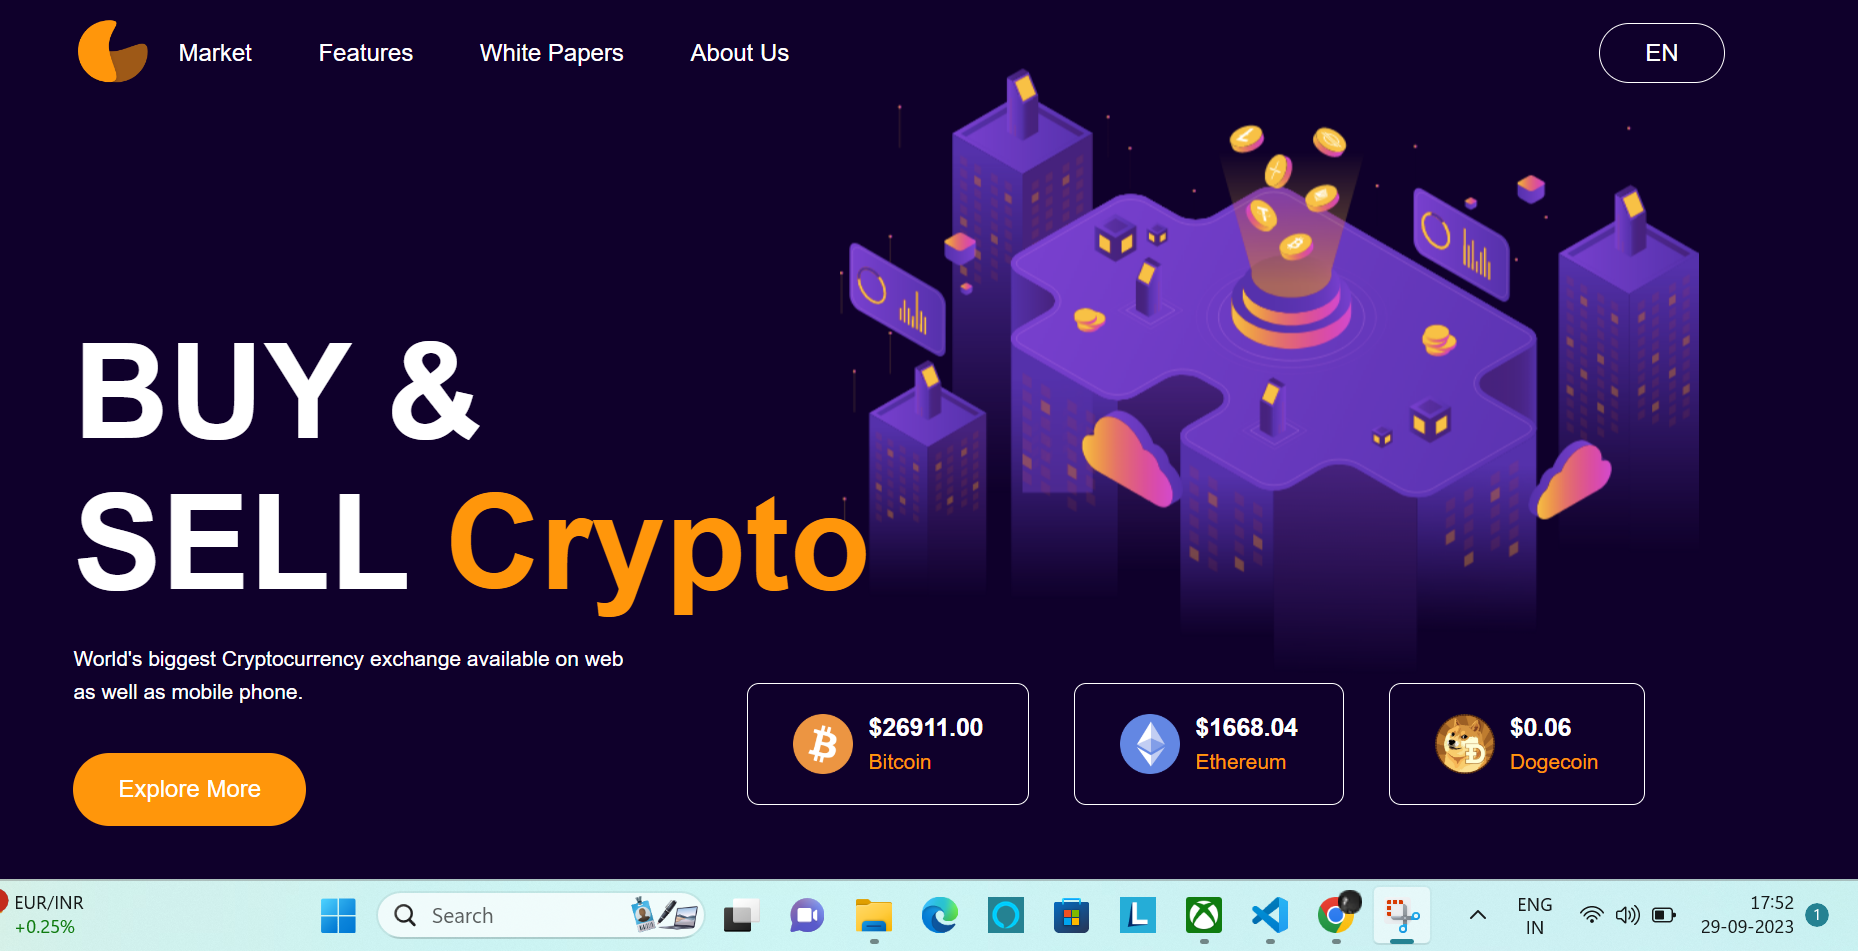 Market Features White Papers About Us EN
BUY &
SELL Crypto
World's biggest Cryptocurrency exchange available on web
as well as mobile phone.
Explore More
$26911.00
Bitcoin
$1668.04
Ethereum
$0.06
Dogecoin
EUR/INR
+0.25%
Search
ENG
IN
17:52
29-09-2023
1